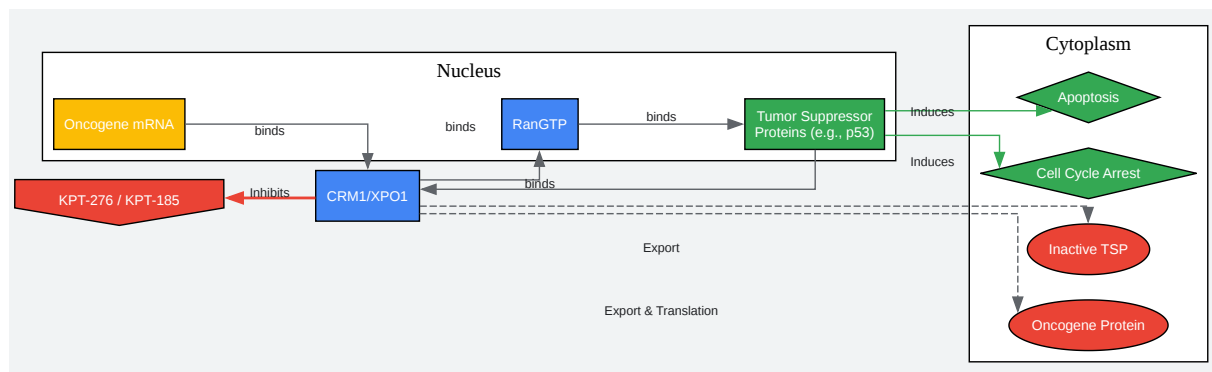 Cytoplasm
Nucleus
Oncogene mRNA
binds
binds
RanGTP
binds
Tumor Suppressor
Proteins (e.g., p53)
Induces
Apoptosis
Induces
Cell Cycle Arrest
KPT-276 / KPT-185
Inhibits
CRM1/XPO1
binds
Export
Inactive TSP
Export & Translation
Oncogene Protein